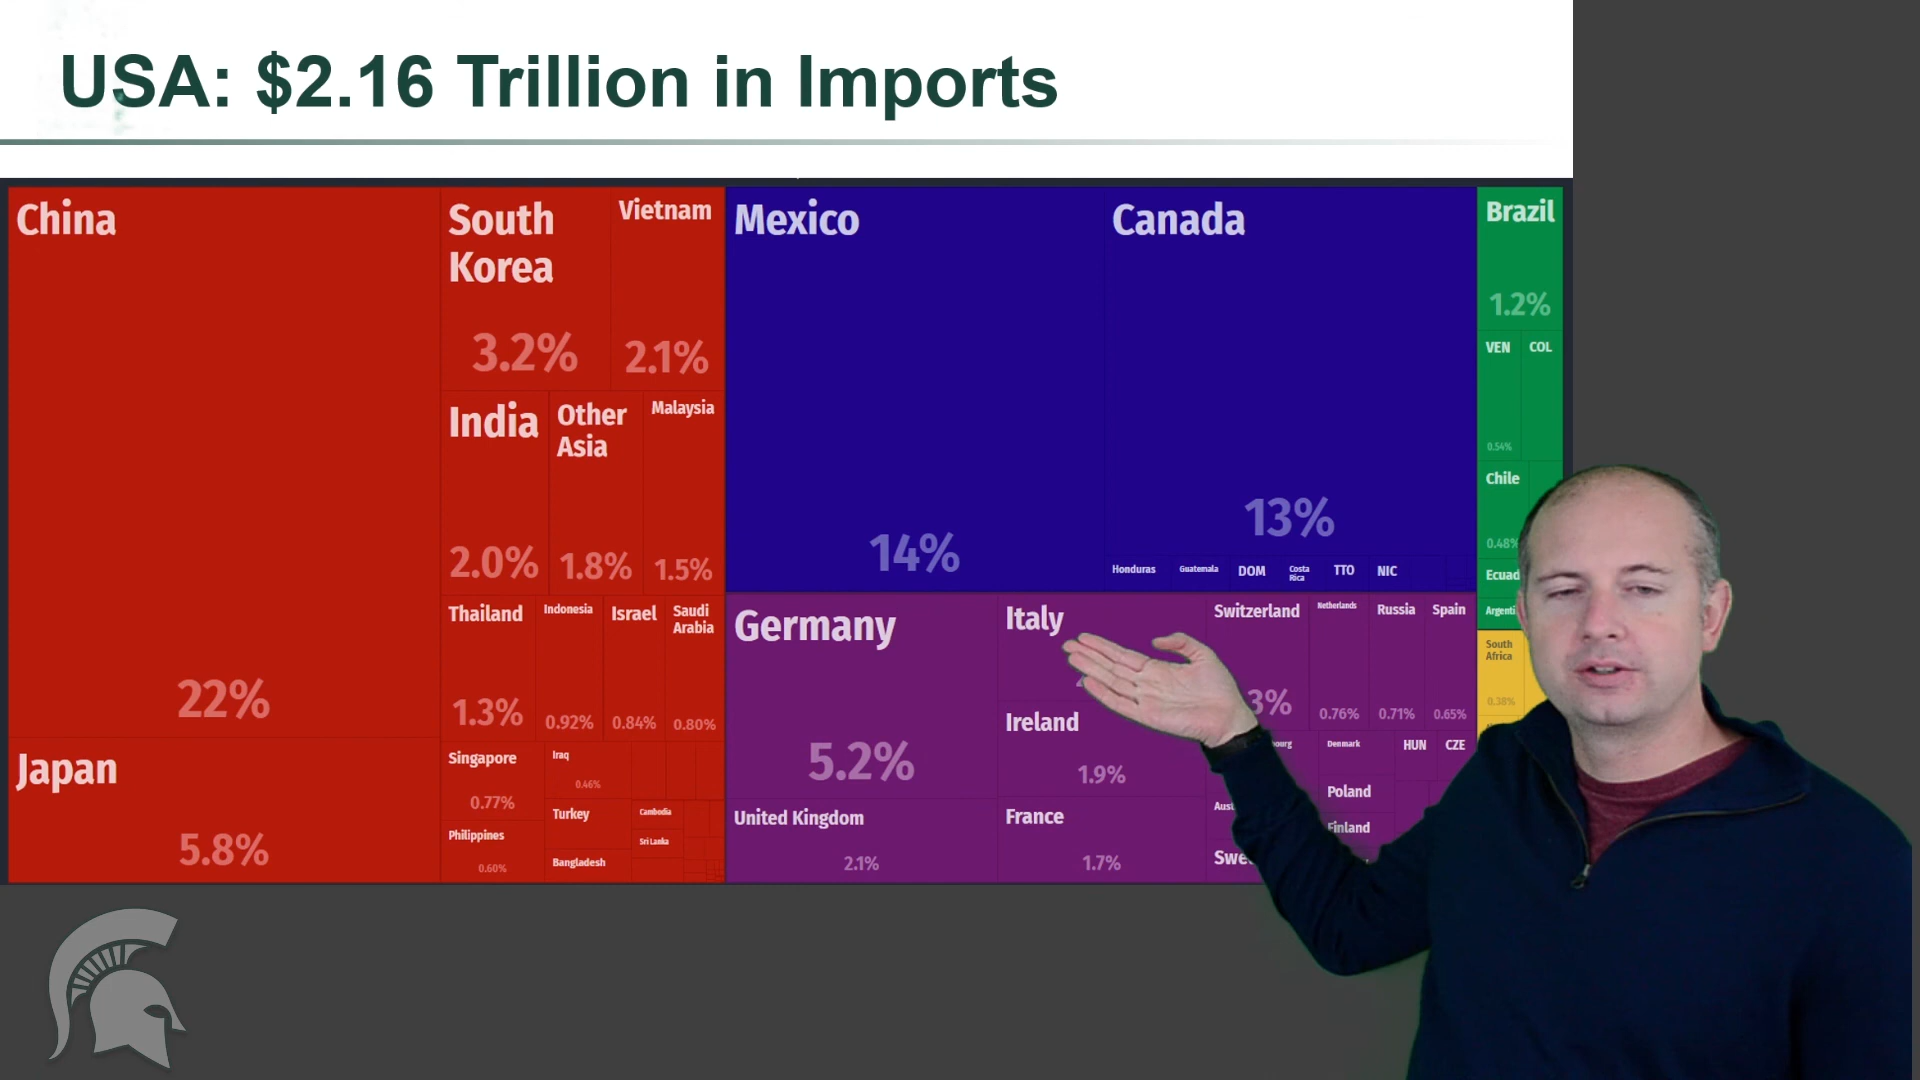 USA: $2.16 Trillion in Imports
China
22%
Japan
5.8%
South
Korea
3.2%
Vietnam
2.1%
India
2.0%
Other
Asia
1.8%
Malaysia
1.5%
Thailand
1.3%
Indonesia
0.92%
Israel
0.84%
Saudi
Arabia
0.80%
Singapore
0.77%
Philippines
0.60%
Iraq
0.46%
Turkey
Bangladesh
Cambodia
Sri Lanka
Mexico
14%
Canada
13%
Honduras
Guatemala
DOM
Costa
Rica
TTO
NIC
Germany
5.2%
United Kingdom
2.1%
Italy
Ireland
1.9%
France
1.7%
Switzerland
3%
Netherlands
0.76%
Russia
0.71%
Spain
0.65%
Denmark
HUN
CZE
Poland
Finland
Brazil
1.2%
VEN
0.54%
COL
Chile
0.48%
South
Africa
0.38%